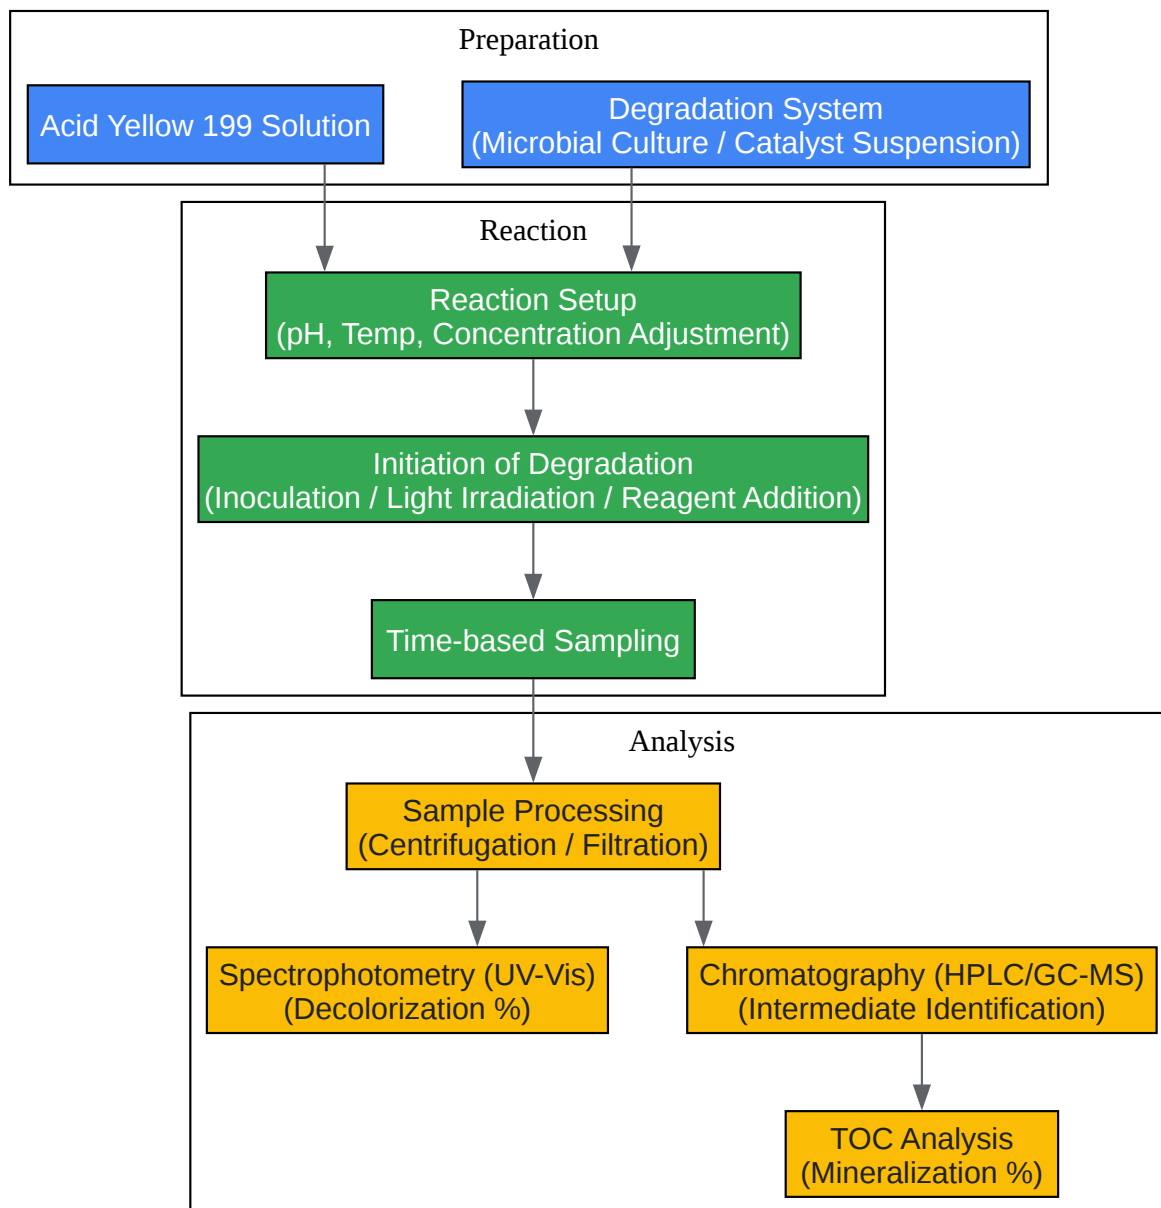 Preparation
Acid Yellow 199 Solution
Degradation System
(Microbial Culture / Catalyst Suspension)
Reaction
Reaction Setup
(pH, Temp, Concentration Adjustment)
Initiation of Degradation
(Inoculation / Light Irradiation / Reagent Addition)
Time-based Sampling
Analysis
Sample Processing
(Centrifugation / Filtration)
Spectrophotometry (UV-Vis)
(Decolorization %)
Chromatography (HPLC/GC-MS)
(Intermediate Identification)
TOC Analysis
(Mineralization %)